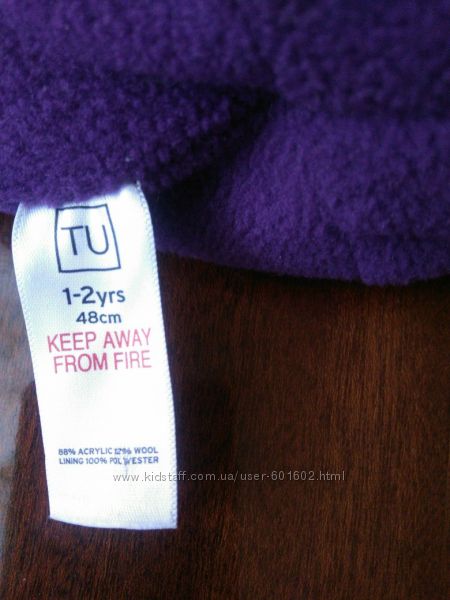 TU
1-2yrs
48cm
KEEP AWAY
FROM FIRE
88% ACRYLIC 12% WOOL
LINING 100% POLYESTER
www.kidstaff.com.ua/user-601602.html